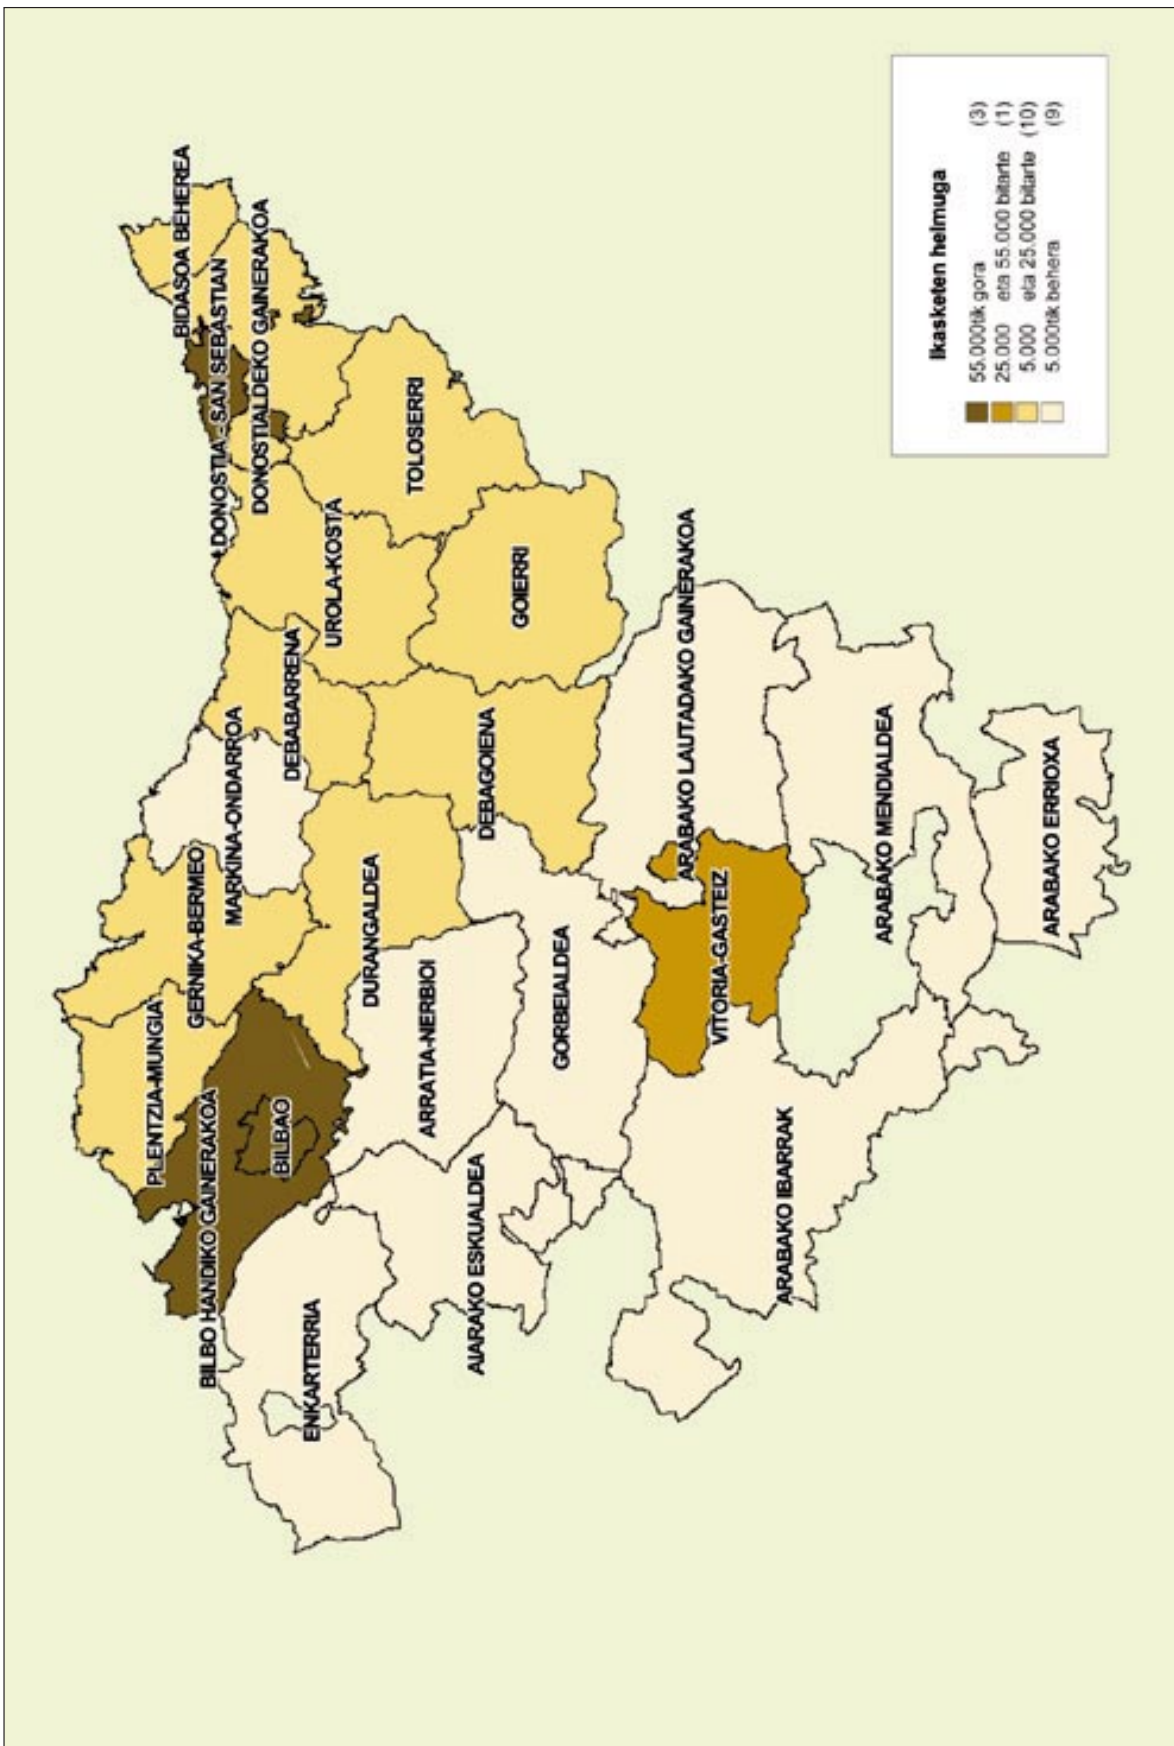 BIDASOA BEHEREA
DONOSTIA - SAN SEBASTIAN
DONOSTIALDEKO GAINERAKOA
TOLOSERRI
UROLA-KOSTA
GOIERRI
DEBABARRENA
MARKINA-ONDARROA
DEBAGOIENA
GERNIKA-BERMEO
DURANGALDEA
PLENTZIA-MUNGIA
BILBO HANDIKO GAINERAKOA
BILBAO
ARRATIA-NERBIOI
GORBEIALDEA
ENKARTERRIA
AIARAKO ESKUALDEA
ARABAKO LAUTADAKO GAINERAKOA
VITORIA-GASTEIZ
ARABAKO MENDIALDEA
ARABAKO IBARRAK
ARABAKO ERRIOXA
Ikasketen helmuga
55.000tik gora (3)
25.000 eta 55.000 bitarte (1)
5.000 eta 25.000 bitarte (10)
5.000tik behera (9)